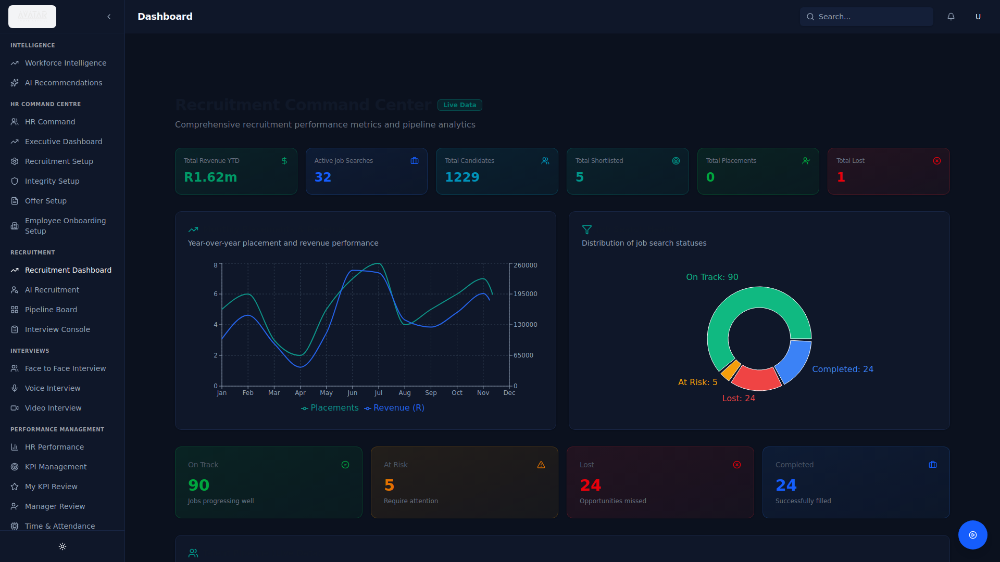 AVATAR
Dashboard
Search...
U
INTELLIGENCE
Workforce Intelligence
AI Recommendations
HR COMMAND CENTRE
HR Command
Executive Dashboard
Recruitment Setup
Integrity Setup
Offer Setup
Employee Onboarding
Setup
RECRUITMENT
Recruitment Dashboard
AI Recruitment
Pipeline Board
Interview Console
INTERVIEWS
Face to Face Interview
Voice Interview
Video Interview
PERFORMANCE MANAGEMENT
HR Performance
KPI Management
My KPI Review
Manager Review
Time & Attendance
Recruitment Command Center
Live Data
Comprehensive recruitment performance metrics and pipeline analytics
Total Revenue YTD
R1.62m
Active Job Searches
32
Total Candidates
1229
Total Shortlisted
5
Total Placements
0
Total Lost
1
Year-over-year placement and revenue performance
8
6
4
2
0
260000
195000
130000
65000
0
Jan Feb Mar Apr May Jun Jul Aug Sep Oct Nov Dec
Placements Revenue (R)
Distribution of job search statuses
On Track: 90
Completed: 24
At Risk: 5
Lost: 24
On Track
90
Jobs progressing well
At Risk
5
Require attention
Lost
24
Opportunities missed
Completed
24
Successfully filled